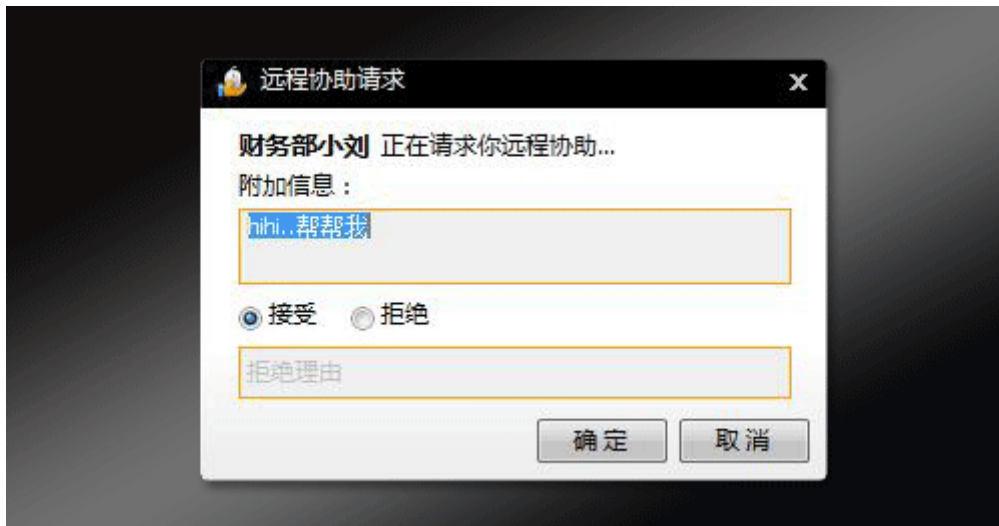 远程协助请求
财务部小刘 正在请求你远程协助...
附加信息：
hihi..帮帮我
接受 拒绝
拒绝理由
确定 取消